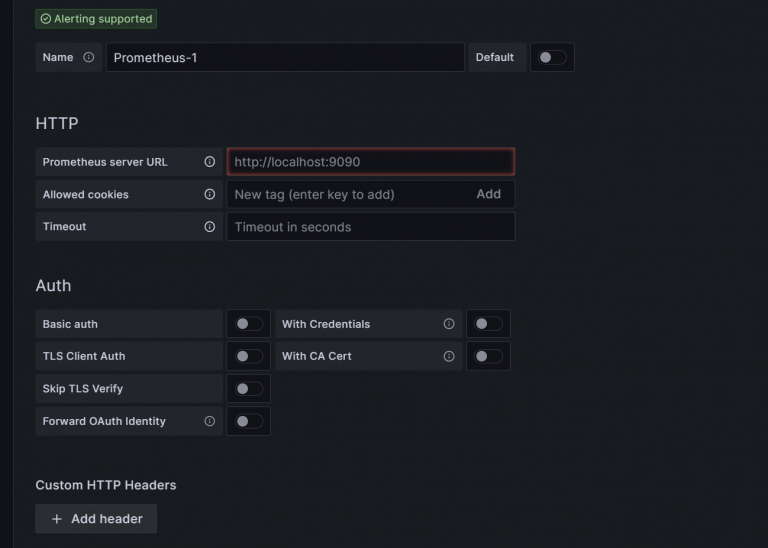 Alerting supported
Name Prometheus-1 Default
HTTP
Prometheus server URL http://localhost:9090
Allowed cookies New tag (enter key to add) Add
Timeout Timeout in seconds
Auth
Basic auth With Credentials
TLS Client Auth With CA Cert
Skip TLS Verify
Forward OAuth Identity
Custom HTTP Headers
+ Add header